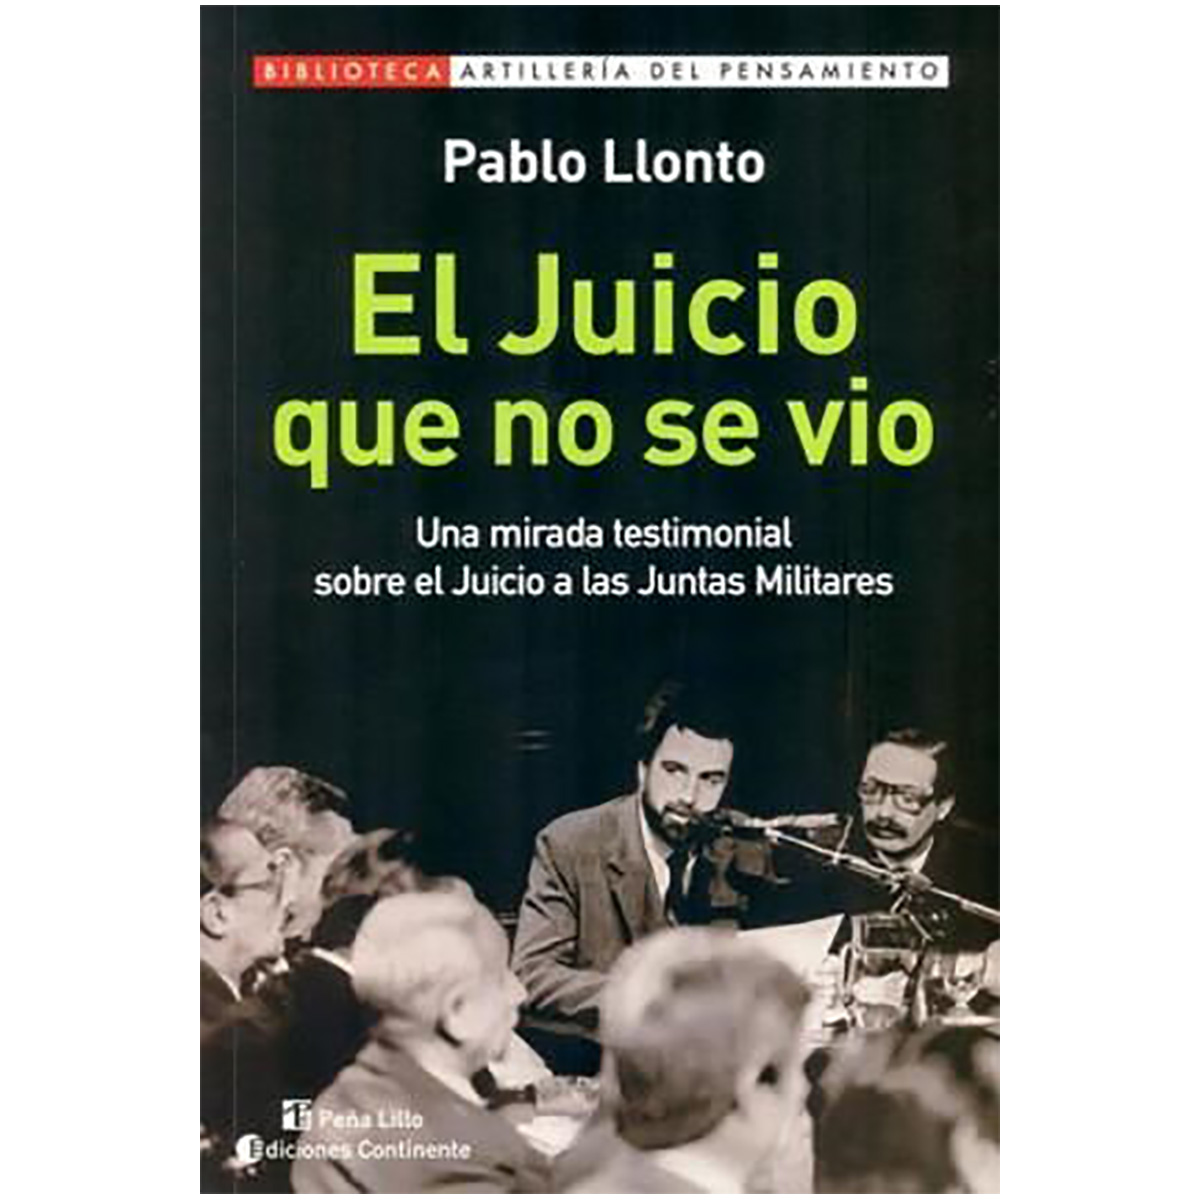 BIBLIOTECA ARTILLERÍA DEL PENSAMIENTO
Pablo Llonto
El Juicio
que no se vio
Una mirada testimonial
sobre el Juicio a las Juntas Militares
Peña Lillo
Ediciones Continente